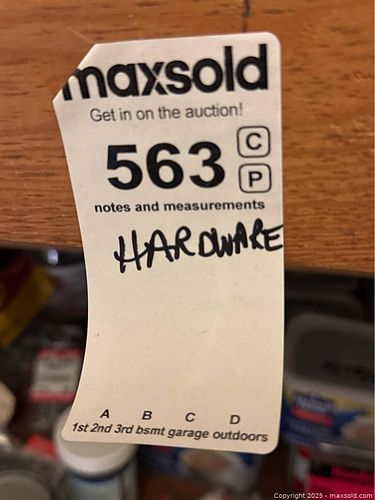 maxsold
Get in on the auction!
563
C
P
notes and measurements
HARDWARE
A B C D
1st 2nd 3rd bsmt garage outdoors
Copyright 2025 - maxsold.com